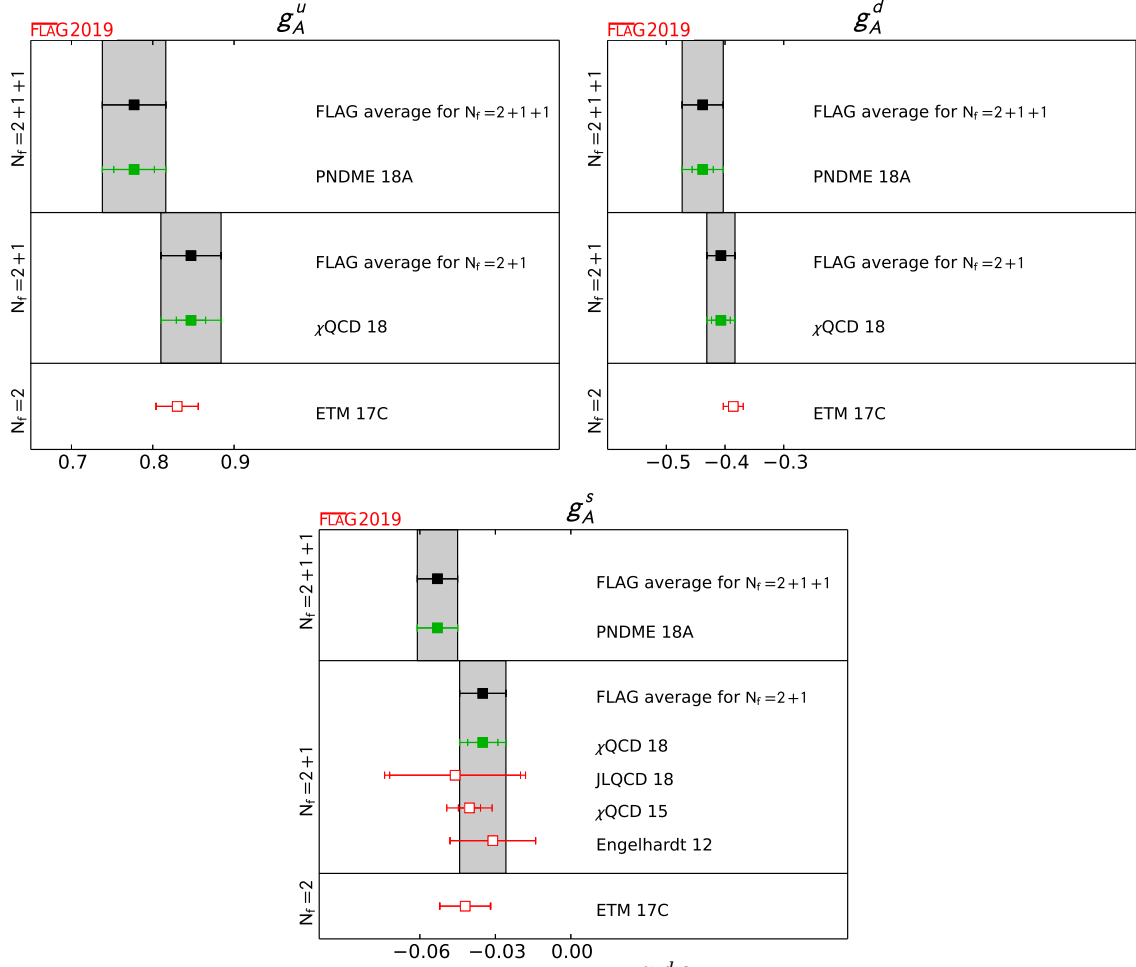 g_A^u
FLAG2019
N_f=2+1+1
FLAG average for N_f=2+1+1
PNDME 18A
N_f=2+1
FLAG average for N_f=2+1
χQCD 18
N_f=2
ETM 17C
0.7 0.8 0.9
g_A^d
FLAG2019
N_f=2+1+1
FLAG average for N_f=2+1+1
PNDME 18A
N_f=2+1
FLAG average for N_f=2+1
χQCD 18
N_f=2
ETM 17C
−0.5 −0.4 −0.3
g_A^s
FLAG2019
N_f=2+1+1
FLAG average for N_f=2+1+1
PNDME 18A
N_f=2+1
FLAG average for N_f=2+1
χQCD 18
JLQCD 18
χQCD 15
Engelhardt 12
N_f=2
ETM 17C
−0.06 −0.03 0.00